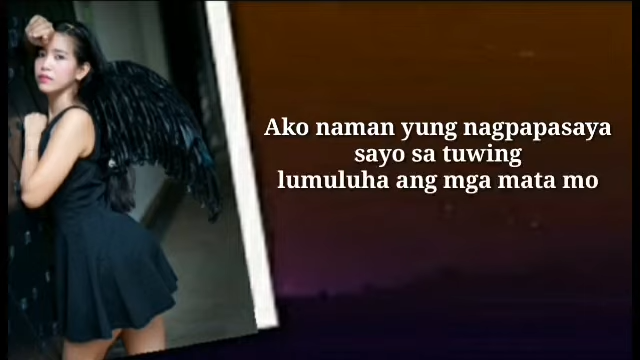 Ako naman yung nagpapasaya
sayo sa tuwing
lumuluha ang mga mata mo